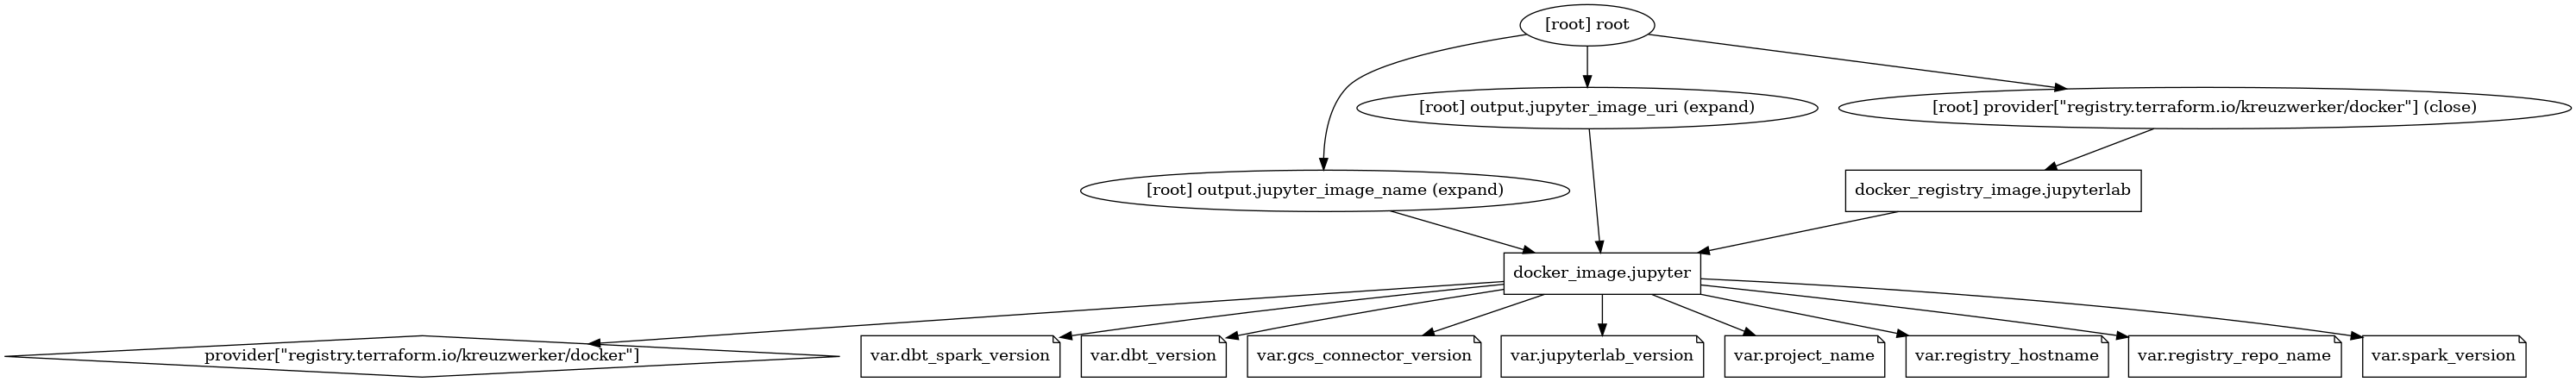 [root] root
[root] output.jupyter_image_uri (expand)
[root] provider[\"registry.terraform.io/kreuzwerker/docker\"] (close)
[root] output.jupyter_image_name (expand)
docker_registry_image.jupyterlab
docker_image.jupyter
provider[\"registry.terraform.io/kreuzwerker/docker\"]
var.dbt_spark_version
var.dbt_version
var.gcs_connector_version
var.jupyterlab_version
var.project_name
var.registry_hostname
var.registry_repo_name
var.spark_version